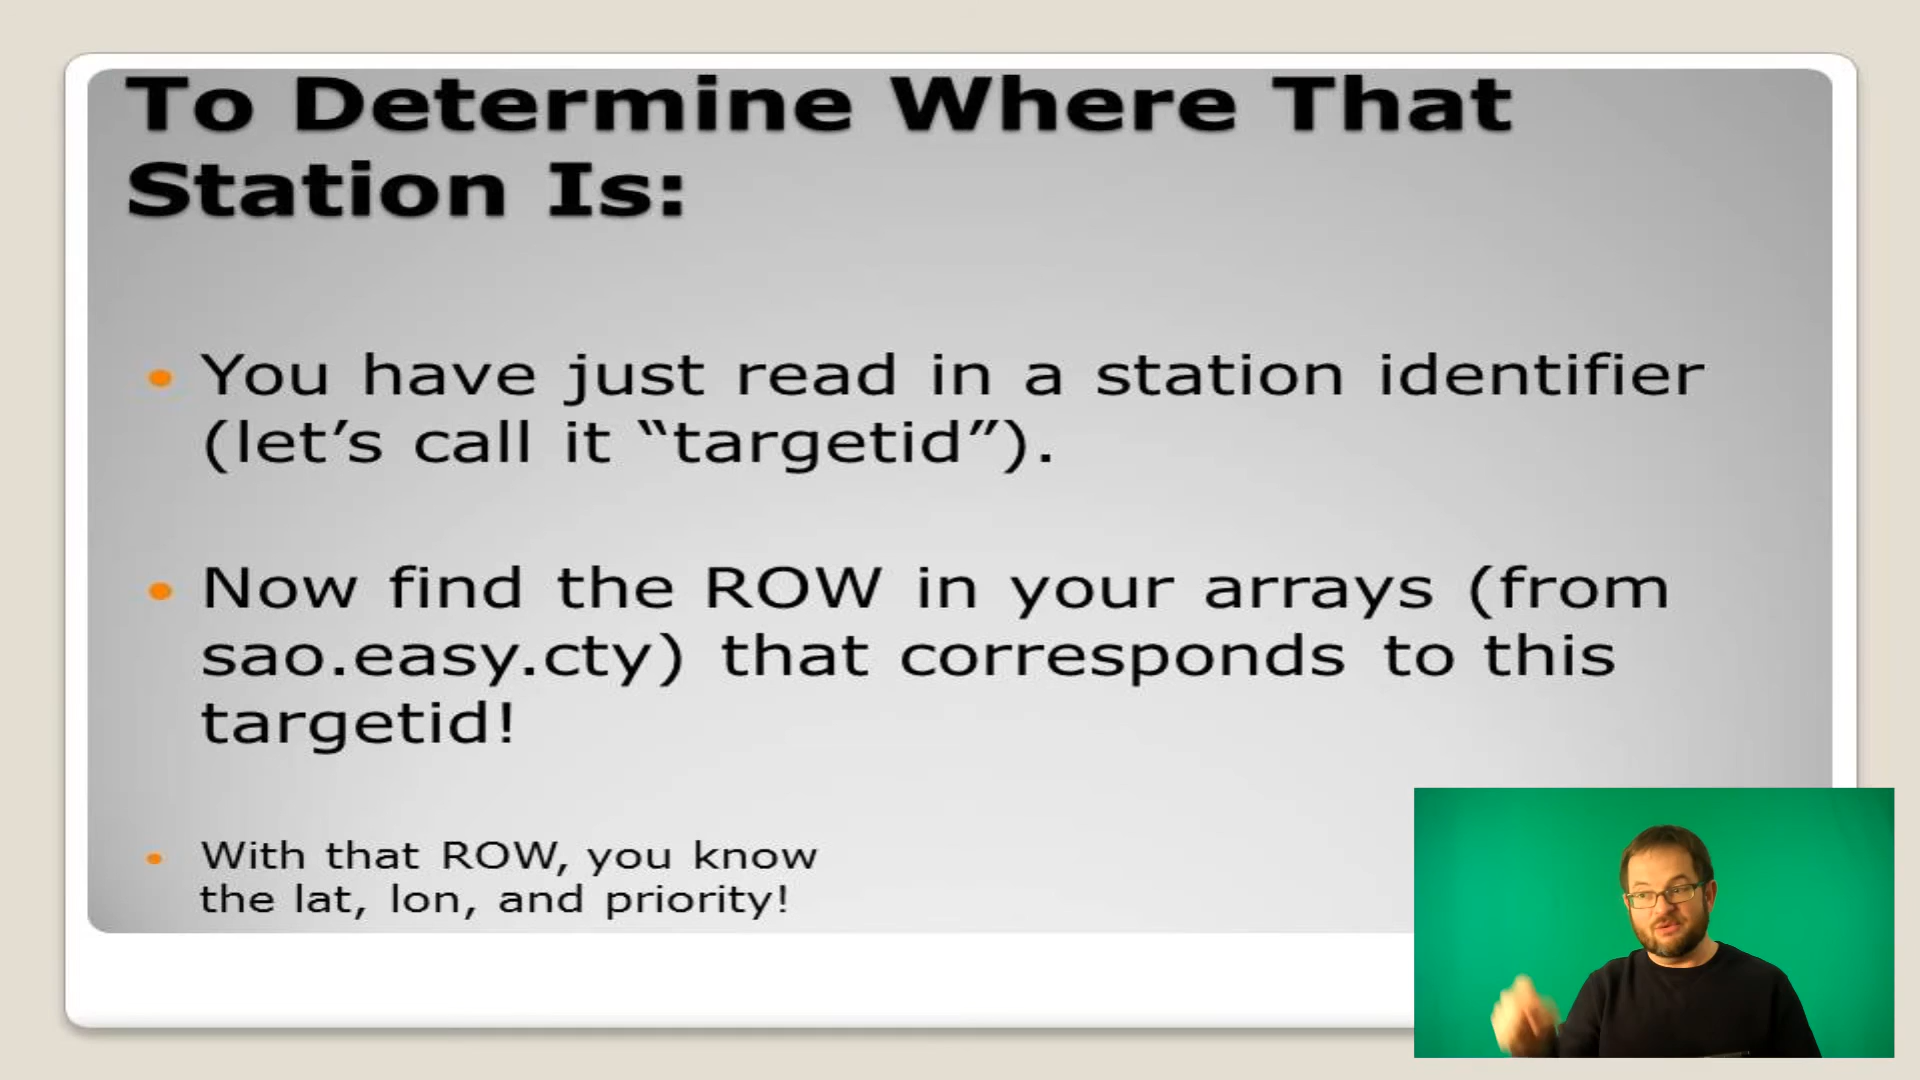 To Determine Where That
Station Is:
You have just read in a station identifier
(let’s call it “targetid”).
Now find the ROW in your arrays (from
sao.easy.cty) that corresponds to this
targetid!
With that ROW, you know
the lat, lon, and priority!